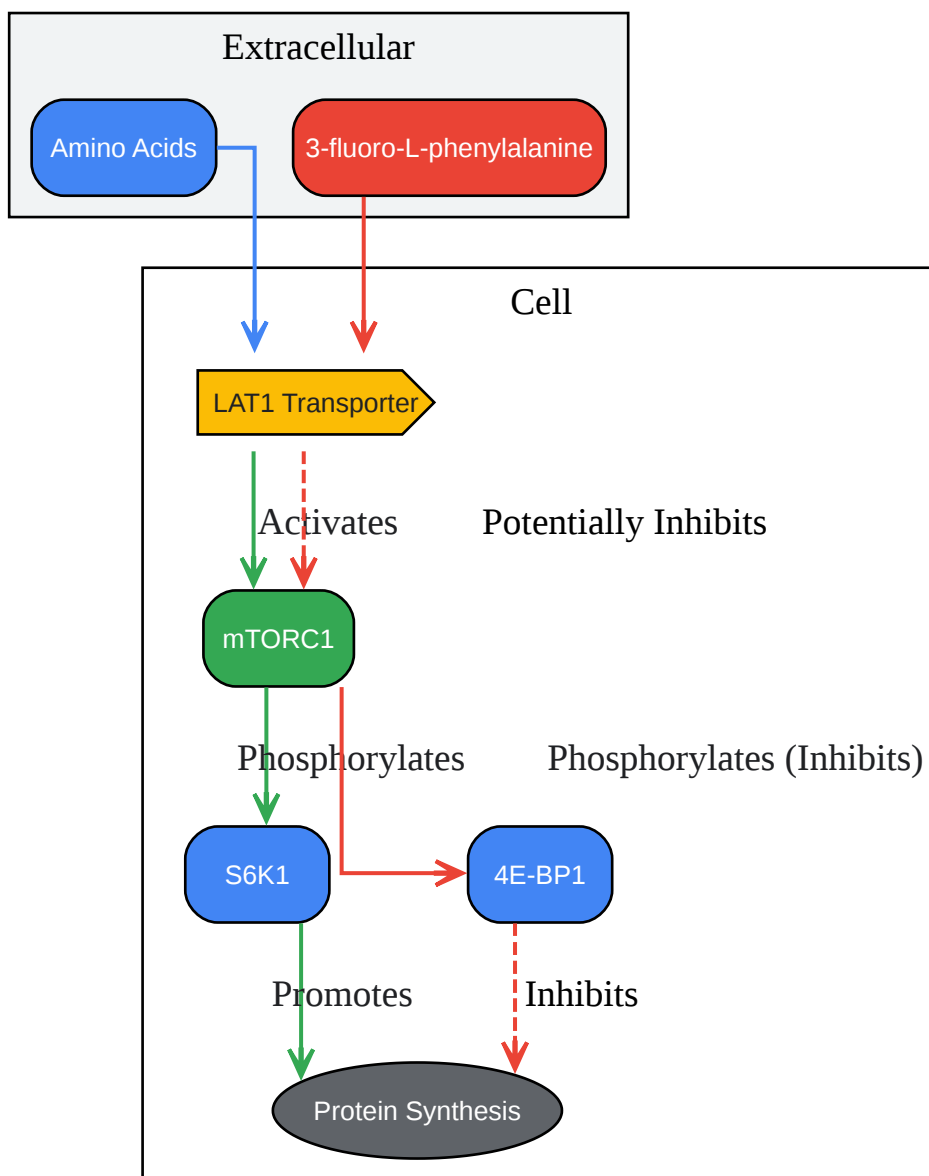 Extracellular
Amino Acids
3-fluoro-L-phenylalanine
Cell
LAT1 Transporter
Activates
Potentially Inhibits
mTORC1
Phosphorylates
Phosphorylates (Inhibits)
S6K1
4E-BP1
Promotes
Inhibits
Protein Synthesis